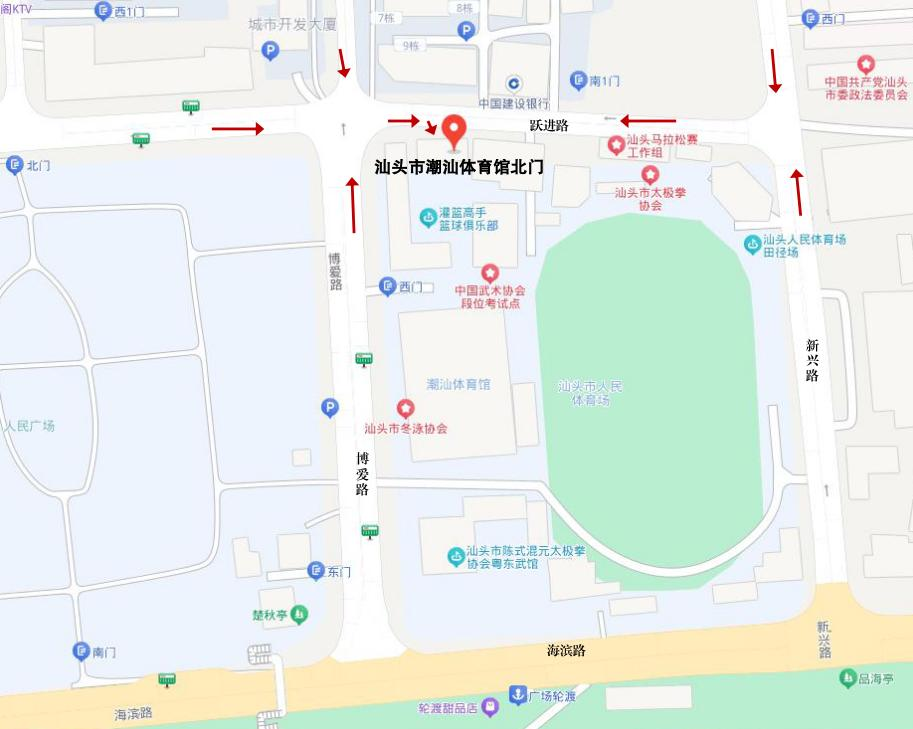 阁KTV
西1门
城市开发大厦
7栋
8栋
9栋
P
P
西门
中国共产党汕头
市委政法委员会
南1门
中国建设银行
跃进路
汕头马拉松赛
工作组
汕头市潮汕体育馆北门
北门
汕头市太极拳
协会
灌篮高手
篮球俱乐部
汕头人民体育场
田径场
博爱路
西门
中国武术协会
段位考试点
新兴路
潮汕体育馆
汕头市人民
体育场
P
汕头市冬泳协会
人民广场
博爱路
汕头市陈式混元太极拳
协会粤东武馆
东门
楚秋亭
新兴路
南门
海滨路
品海亭
广场轮渡
轮渡甜品店
海滨路